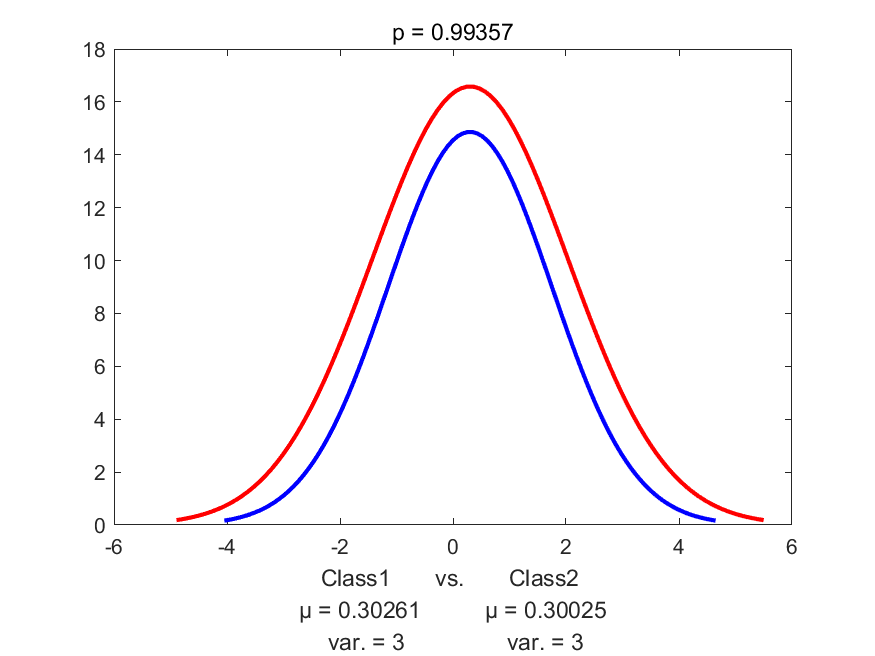 p = 0.99357
18
16
14
12
10
8
6
4
2
0
-6 -4 -2 0 2 4 6
Class1 vs. Class2
μ = 0.30261 μ = 0.30025
var. = 3 var. = 3